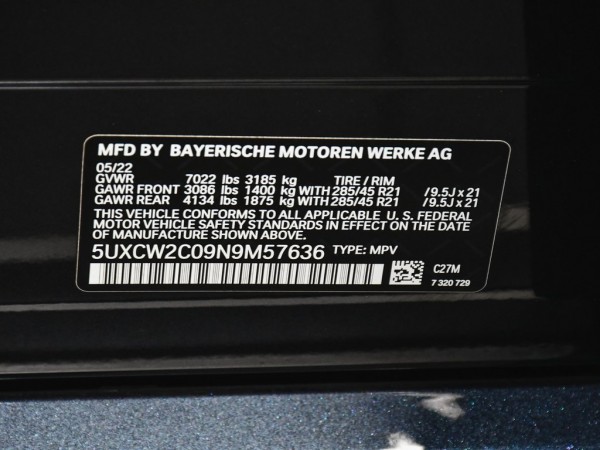 MFD BY BAYERISCHE MOTOREN WERKE AG
05/22
GVWR 7022 lbs 3185 kg TIRE / RIM
GAWR FRONT 3086 lbs 1400 kg WITH 285/45 R21 /9.5J x 21
GAWR REAR 4134 lbs 1875 kg WITH 285/45 R21 /9.5J x 21
THIS VEHICLE CONFORMS TO ALL APPLICABLE U.S. FEDERAL
MOTOR VEHICLE SAFETY STANDARDS IN EFFECT ON THE DATE
OF MANUFACTURE SHOWN ABOVE.
5UXCW2C09N9M57636 TYPE: MPV
C27M
7 320 729